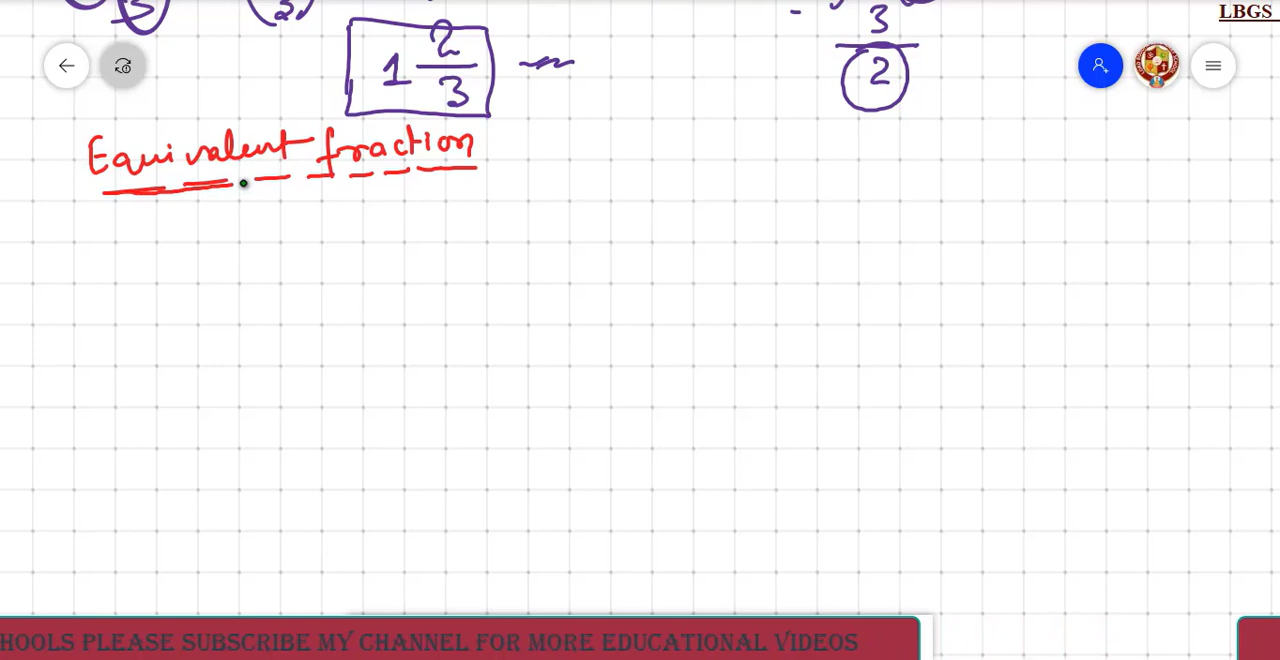 LBGS
3
2
1 2/3
Equivalent fraction
HOOLS PLEASE SUBSCRIBE MY CHANNEL FOR MORE EDUCATIONAL VIDEOS